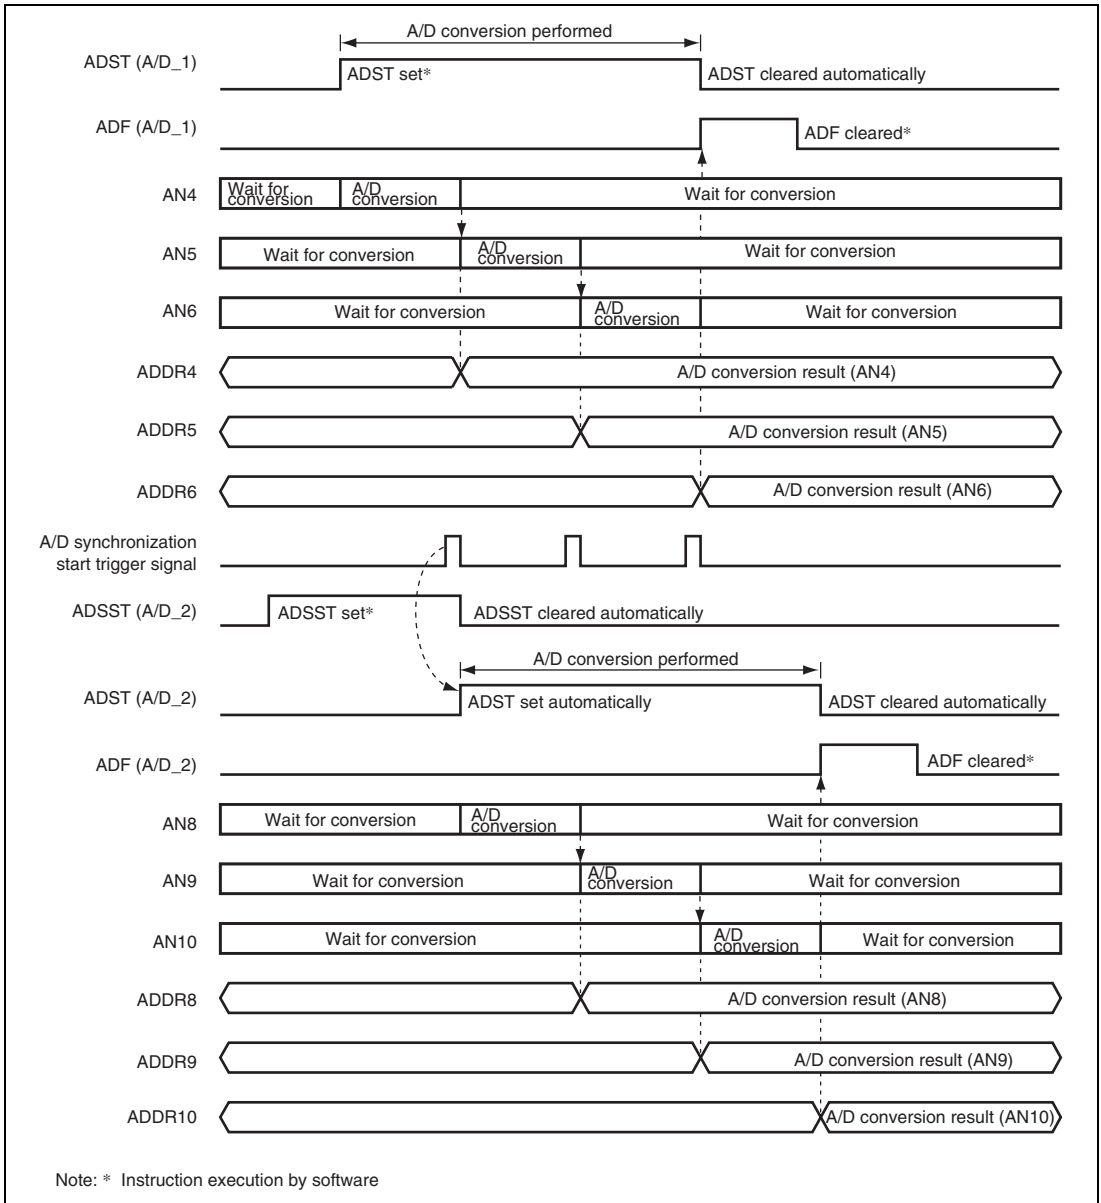 A/D conversion performed
ADST (A/D_1)
ADST set*
ADST cleared automatically
ADF (A/D_1)
ADF cleared*
AN4
Wait for
conversion
A/D
conversion
Wait for conversion
AN5
Wait for conversion
A/D
conversion
Wait for conversion
AN6
Wait for conversion
A/D
conversion
Wait for conversion
ADDR4
A/D conversion result (AN4)
ADDR5
A/D conversion result (AN5)
ADDR6
A/D conversion result (AN6)
A/D synchronization
start trigger signal
ADSST (A/D_2)
ADSST set*
ADSST cleared automatically
A/D conversion performed
ADST (A/D_2)
ADST set automatically
ADST cleared automatically
ADF (A/D_2)
ADF cleared*
AN8
Wait for conversion
A/D
conversion
Wait for conversion
AN9
Wait for conversion
A/D
conversion
Wait for conversion
AN10
Wait for conversion
A/D
conversion
Wait for conversion
ADDR8
A/D conversion result (AN8)
ADDR9
A/D conversion result (AN9)
ADDR10
A/D conversion result (AN10)
Note: * Instruction execution by software